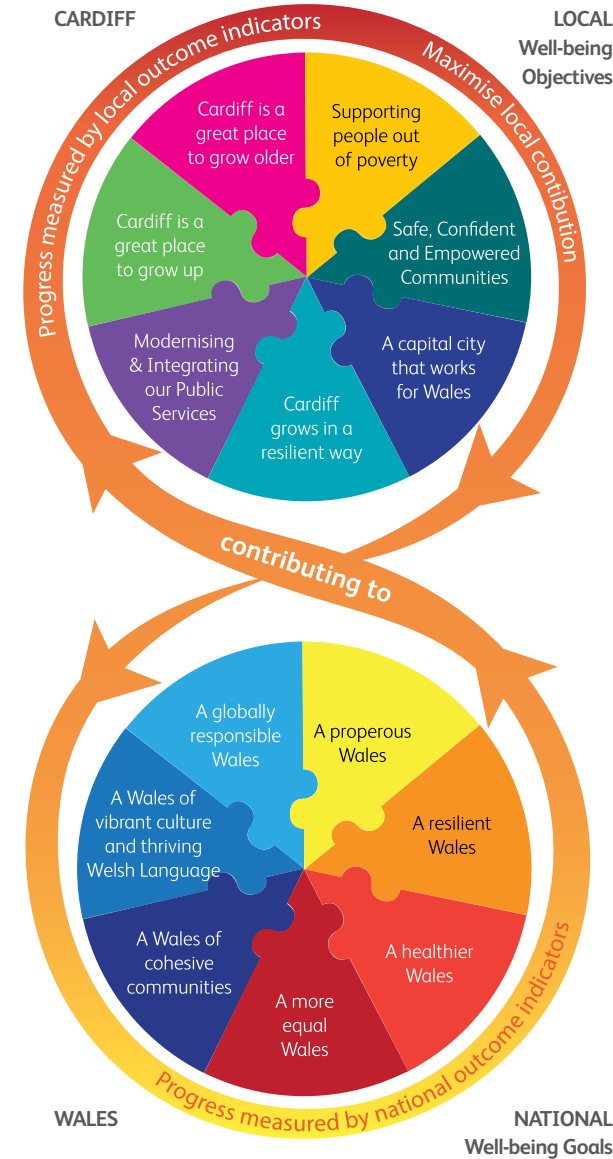 CARDIFF
LOCAL
Well-being
Objectives
Progress measured by local outcome indicators
Maximise local contibution
Cardiff is a
great place
to grow older
Supporting
people out
of poverty
Cardiff is a
great place
to grow up
Safe, Confident
and Empowered
Communities
Modernising
& Integrating
our Public
Services
A capital city
that works
for Wales
Cardiff
grows in a
resilient way
contributing to
A globally
responsible
Wales
A properous
Wales
A Wales of
vibrant culture
and thriving
Welsh Language
A resilient
Wales
A Wales of
cohesive
communities
A healthier
Wales
A more
equal
Wales
Progress measured by national outcome indicators
WALES
NATIONAL
Well-being Goals